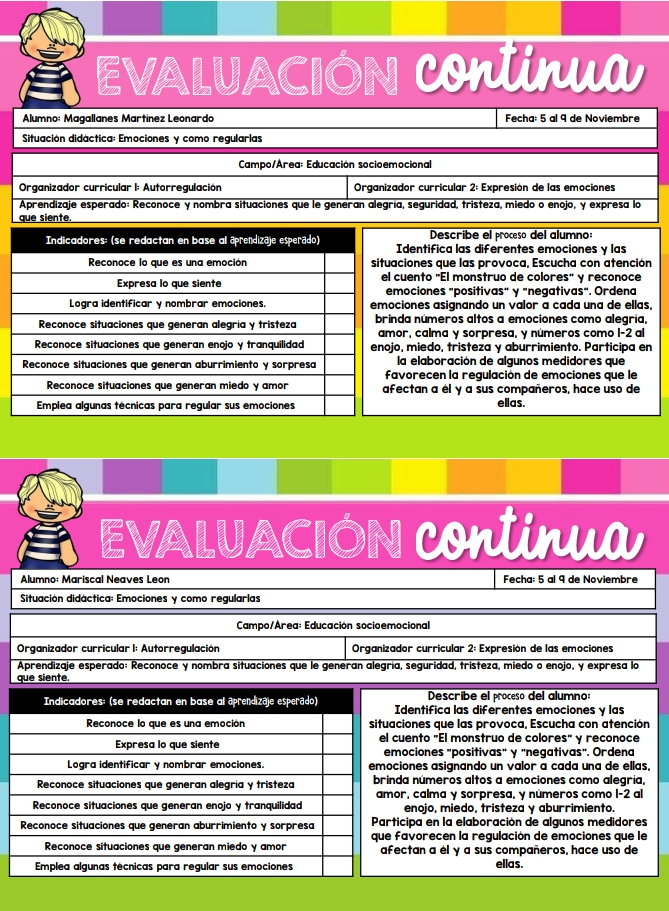 EVALUACIÓN continua
Alumno: Magallanes Martínez Leonardo
Fecha: 5 al 9 de Noviembre
Situación didáctica: Emociones y como regularlas
Campo/Área: Educación socioemocional
Organizador curricular 1: Autorregulación
Organizador curricular 2: Expresión de las emociones
Aprendizaje esperado: Reconoce y nombra situaciones que le generan alegría, seguridad, tristeza, miedo o enojo, y expresa lo
que siente.
Indicadores: (se redactan en base al aprendizaje esperado)
Reconoce lo que es una emoción
Expresa lo que siente
Logra identificar y nombrar emociones.
Reconoce situaciones que generan alegría y tristeza
Reconoce situaciones que generan enojo y tranquilidad
Reconoce situaciones que generan aburrimiento y sorpresa
Reconoce situaciones que generan miedo y amor
Emplea algunas técnicas para regular sus emociones
Describe el proceso del alumno:
Identifica las diferentes emociones y las
situaciones que las provoca, Escucha con atención
el cuento "El monstruo de colores" y reconoce
emociones "positivas" y "negativas". Ordena
emociones asignando un valor a cada una de ellas,
brinda números altos a emociones como alegría,
amor, calma y sorpresa, y números como 1-2 al
enojo, miedo, tristeza y aburrimiento. Participa en
la elaboración de algunos medidores que
favorecen la regulación de emociones que le
afectan a él y a sus compañeros, hace uso de
ellas.
EVALUACIÓN continua
Alumno: Mariscal Neaves Leon
Fecha: 5 al 9 de Noviembre
Situación didáctica: Emociones y como regularlas
Campo/Área: Educación socioemocional
Organizador curricular 1: Autorregulación
Organizador curricular 2: Expresión de las emociones
Aprendizaje esperado: Reconoce y nombra situaciones que le generan alegría, seguridad, tristeza, miedo o enojo, y expresa lo
que siente.
Indicadores: (se redactan en base al aprendizaje esperado)
Reconoce lo que es una emoción
Expresa lo que siente
Logra identificar y nombrar emociones.
Reconoce situaciones que generan alegría y tristeza
Reconoce situaciones que generan enojo y tranquilidad
Reconoce situaciones que generan aburrimiento y sorpresa
Reconoce situaciones que generan miedo y amor
Emplea algunas técnicas para regular sus emociones
Describe el proceso del alumno:
Identifica las diferentes emociones y las
situaciones que las provoca, Escucha con atención
el cuento "El monstruo de colores" y reconoce
emociones "positivas" y "negativas". Ordena
emociones asignando un valor a cada una de ellas,
brinda números altos a emociones como alegría,
amor, calma y sorpresa, y números como 1-2 al
enojo, miedo, tristeza y aburrimiento.
Participa en la elaboración de algunos medidores
que favorecen la regulación de emociones que le
afectan a él y a sus compañeros, hace uso de
ellas.